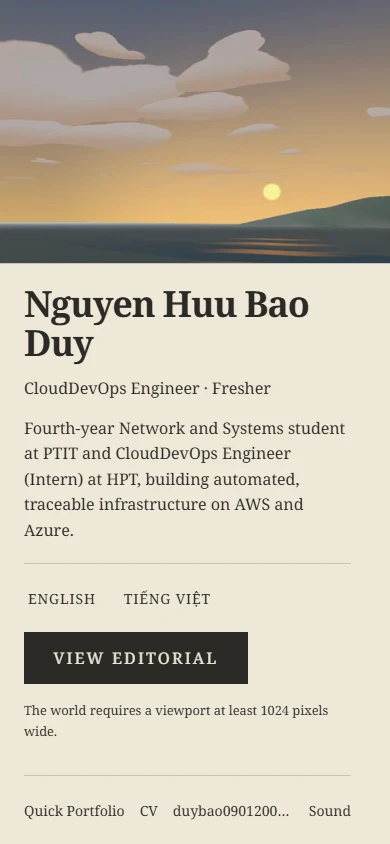 Nguyen Huu Bao
Duy
CloudDevOps Engineer · Fresher
Fourth-year Network and Systems student
at PTIT and CloudDevOps Engineer
(Intern) at HPT, building automated,
traceable infrastructure on AWS and
Azure.
ENGLISH TIẾNG VIỆT
VIEW EDITORIAL
The world requires a viewport at least 1024 pixels
wide.
Quick Portfolio CV duybao0901200... Sound